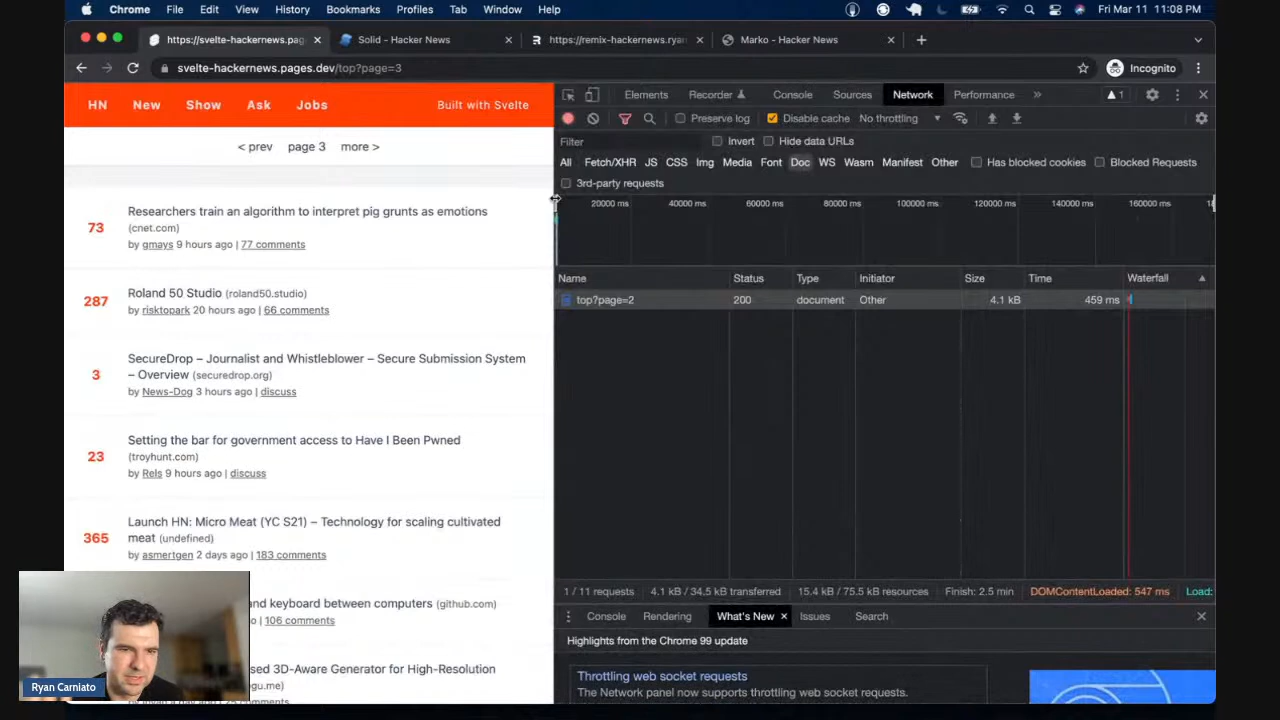 Chrome File Edit View History Bookmarks Profiles Tab Window Help Fri Mar 11 11:08 PM
https://svelte-hackernews.pag Solid - Hacker News https://remix-hackernews.ryan Marko - Hacker News
svelte-hackernews.pages.dev/top?page=3 Incognito
HN New Show Ask Jobs Built with Svelte
< prev page 3 more >
73
Researchers train an algorithm to interpret pig grunts as emotions
(cnet.com)
by gmays 9 hours ago | 77 comments
287
Roland 50 Studio (roland50.studio)
by risktopark 20 hours ago | 66 comments
3
SecureDrop – Journalist and Whistleblower – Secure Submission System
– Overview (securedrop.org)
by News-Dog 3 hours ago | discuss
23
Setting the bar for government access to Have I Been Pwned
(troyhunt.com)
by Rels 9 hours ago | discuss
365
Launch HN: Micro Meat (YC S21) – Technology for scaling cultivated
meat (undefined)
by asmertgen 2 days ago | 183 comments
and keyboard between computers (github.com)
106 comments
3D-Aware Generator for High-Resolution
Elements Recorder Console Sources Network Performance » 1
Preserve log Disable cache No throttling
Filter Invert Hide data URLs
All Fetch/XHR JS CSS Img Media Font Doc WS Wasm Manifest Other Has blocked cookies Blocked Requests
3rd-party requests
20000 ms 40000 ms 60000 ms 80000 ms 100000 ms 120000 ms 140000 ms 160000 ms
Name Status Type Initiator Size Time Waterfall
top?page=2 200 document Other 4.1 kB 459 ms
1 / 11 requests 4.1 kB / 34.5 kB transferred 15.4 kB / 75.5 kB resources Finish: 2.5 min DOMContentLoaded: 547 ms Load:
Console Rendering What's New Issues Search
Highlights from the Chrome 99 update
Throttling web socket requests
The Network panel now supports throttling web socket requests.
Ryan Carniato